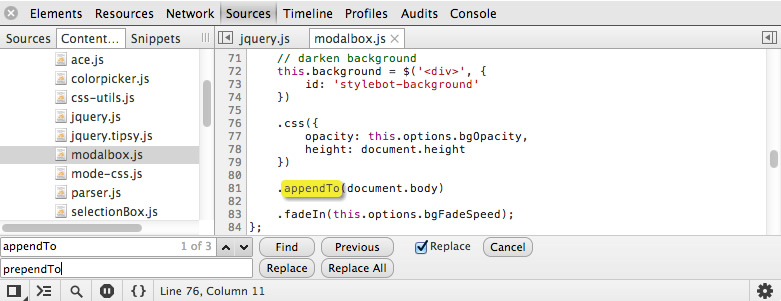 Elements Resources Network Sources Timeline Profiles Audits Console
Sources Content... Snippets jquery.js modalbox.js
ace.js
colorpicker.js
css-utils.js
jquery.js
jquery.tipsy.js
modalbox.js
mode-css.js
parser.js
selectionBox.js
71 // darken background
72 this.background = $('<div>', {
73 id: 'stylebot-background'
74 })
75
76 .css({
77 opacity: this.options.bgOpacity,
78 height: document.height
79 })
80
81 .appendTo(document.body)
82
83 .fadeIn(this.options.bgFadeSpeed);
84 };
appendTo 1 of 3 Find Previous Replace Cancel
prependTo Replace Replace All
{} Line 76, Column 11